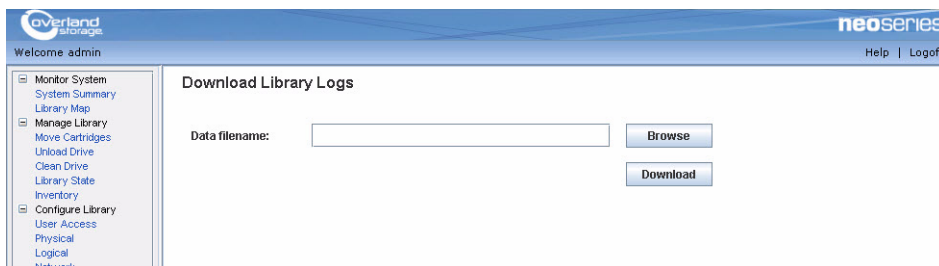 overland
storage
neoseries
Welcome admin
Help | Logof
Monitor System
System Summary
Library Map
Manage Library
Move Cartridges
Unload Drive
Clean Drive
Library State
Inventory
Configure Library
User Access
Physical
Logical
Network
Download Library Logs
Data filename:
Browse
Download